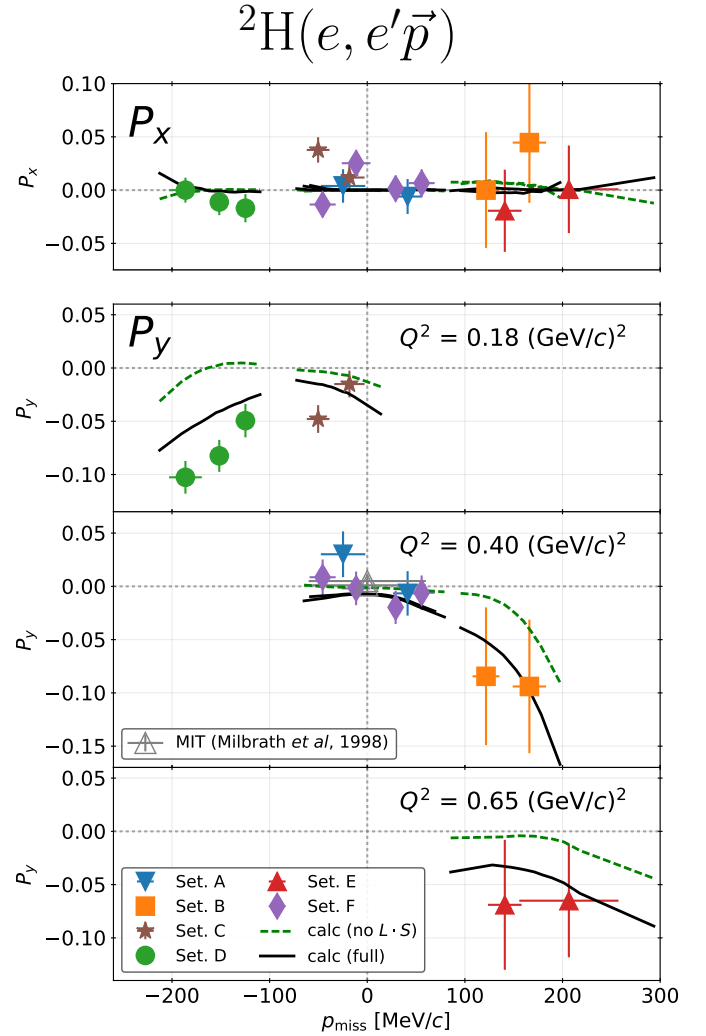 ²H(e, e′p⃗)
0.10
0.05
0.00
−0.05
P_x
P_x
0.05
0.00
−0.05
−0.10
P_y
P_y
Q² = 0.18 (GeV/c)²
0.05
0.00
−0.05
−0.10
−0.15
P_y
Q² = 0.40 (GeV/c)²
MIT (Milbrath et al, 1998)
0.05
0.00
−0.05
−0.10
P_y
Q² = 0.65 (GeV/c)²
Set. A
Set. B
Set. C
Set. D
Set. E
Set. F
calc (no L · S)
calc (full)
−200 −100 0 100 200 300
p_miss [MeV/c]